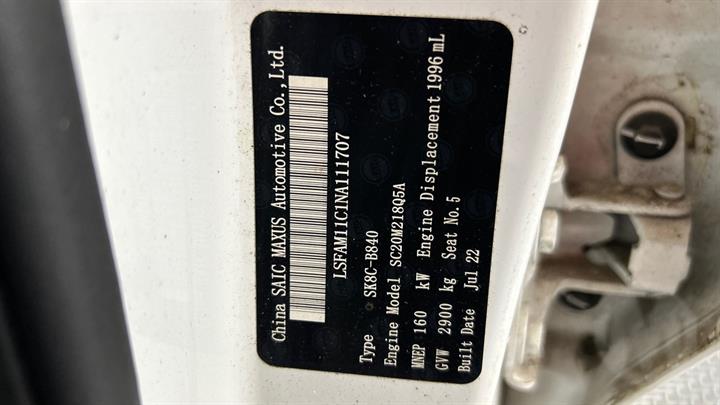 China SAIC MAXUS Automotive Co.,Ltd.
LSFAM11C1NA111707
Type SK8C-B840
Engine Model SC20M218Q5A
MNEP 160 kW Engine Displacement 1996 mL
GVW 2900 kg Seat No. 5
Built Date Jul 22